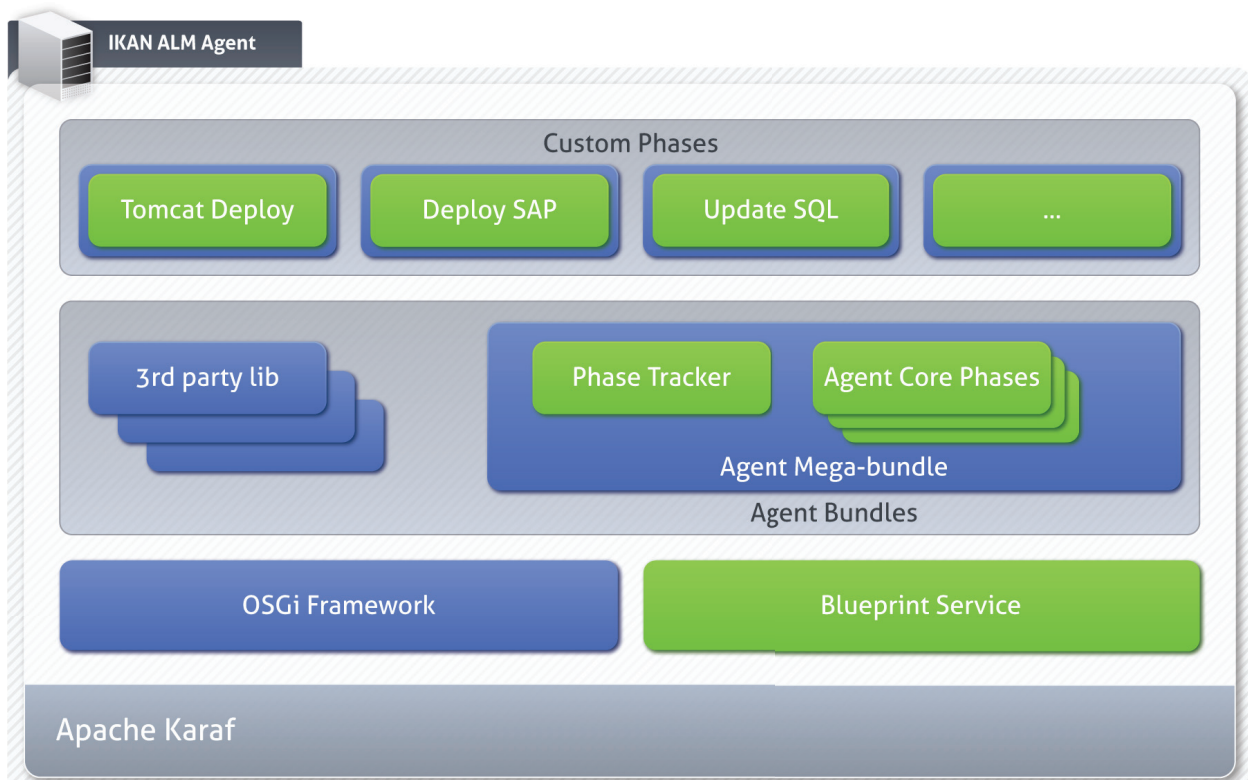 IKAN ALM Agent
Custom Phases
Tomcat Deploy
Deploy SAP
Update SQL
...
3rd party lib
Phase Tracker
Agent Core Phases
Agent Mega-bundle
Agent Bundles
OSGi Framework
Blueprint Service
Apache Karaf